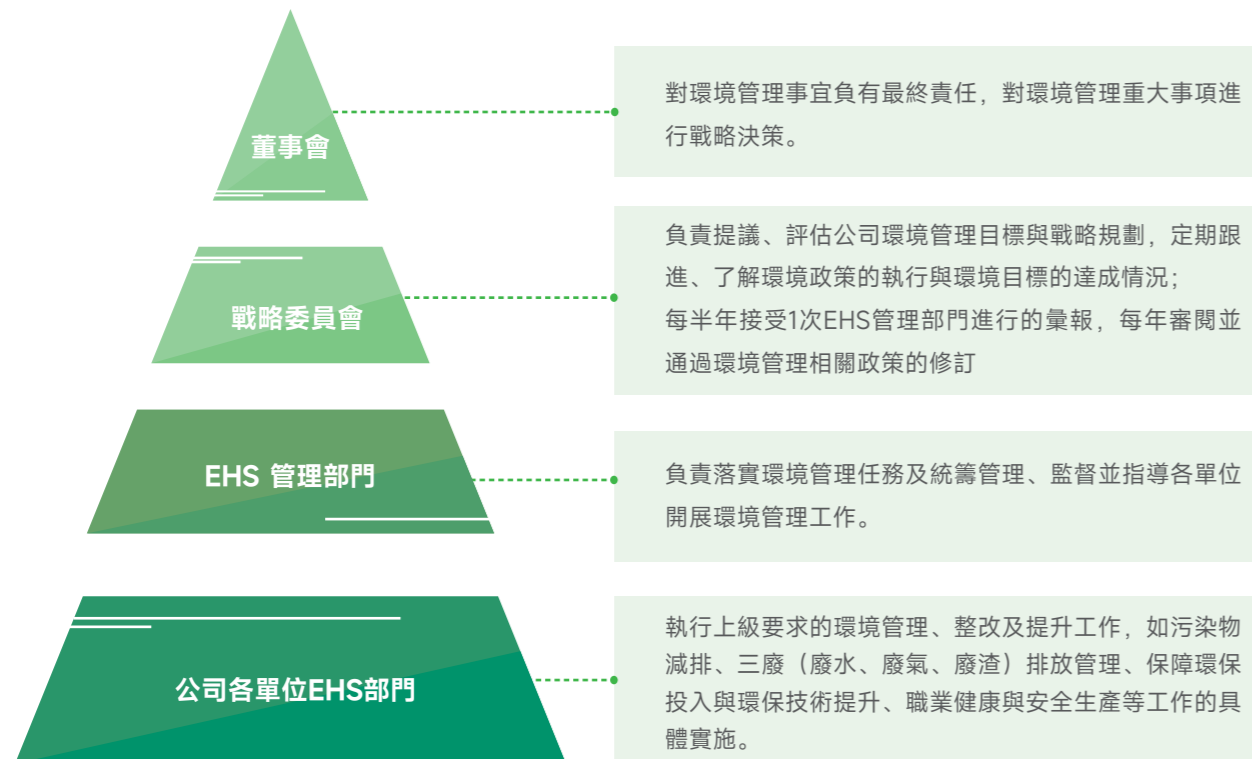 董事會
對環境管理事宜負有最終責任，對環境管理重大事項進
行戰略決策。
戰略委員會
負責提議、評估公司環境管理目標與戰略規劃，定期跟
進、了解環境政策的執行與環境目標的達成情況；
每半年接受1次EHS管理部門進行的彙報，每年審閱並
通過環境管理相關政策的修訂
EHS 管理部門
負責落實環境管理任務及統籌管理、監督並指導各單位
開展環境管理工作。
公司各單位EHS部門
執行上級要求的環境管理、整改及提升工作，如污染物
減排、三廢（廢水、廢氣、廢渣）排放管理、保障環保
投入與環保技術提升、職業健康與安全生產等工作的具
體實施。